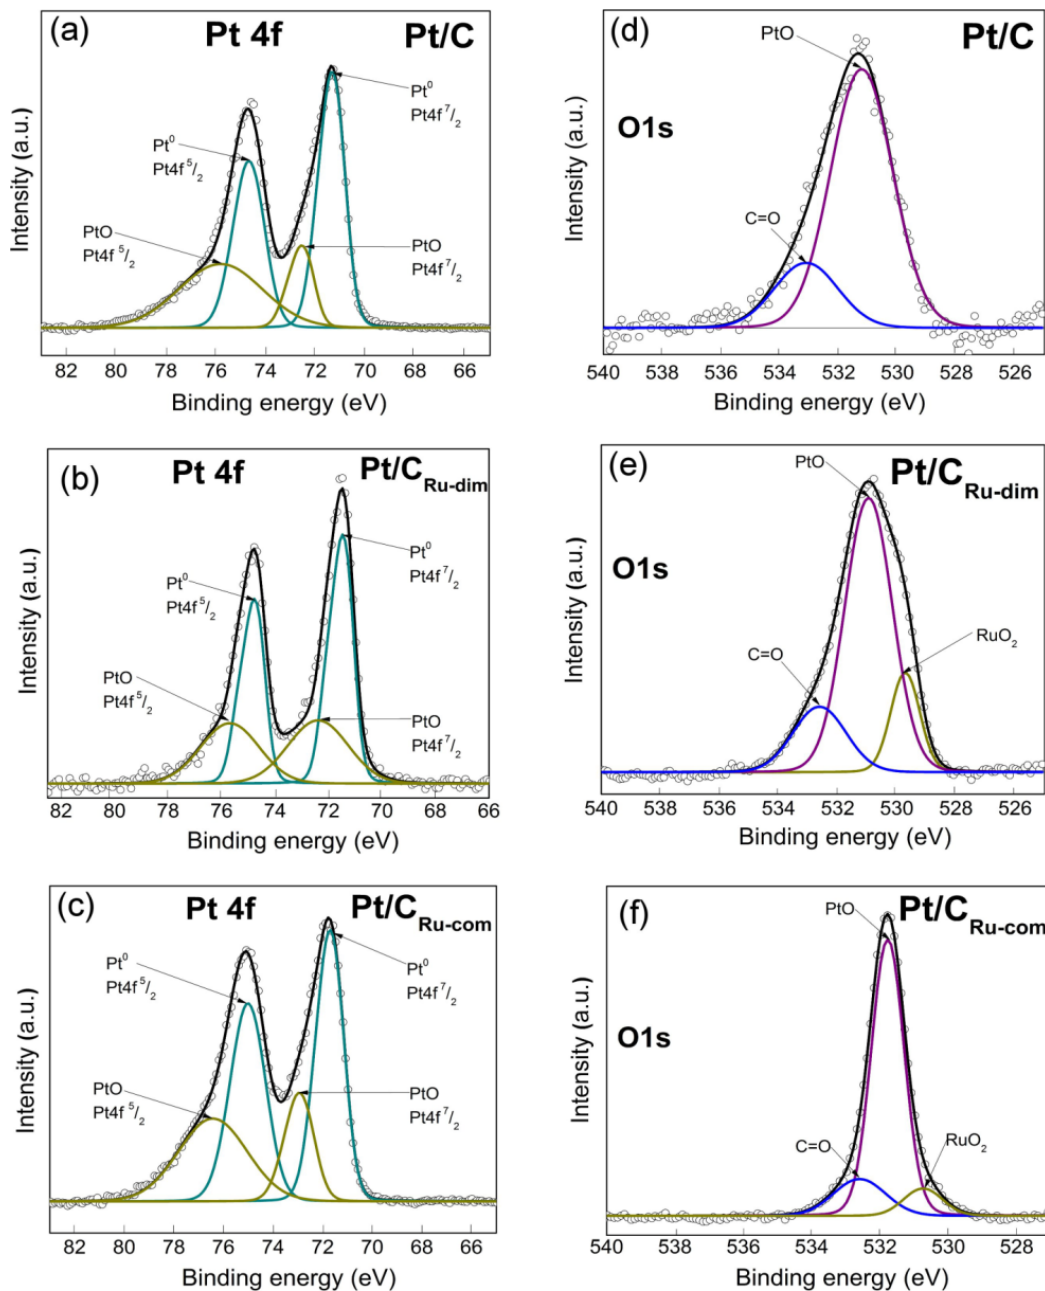 (a)
Pt 4f
Pt/C
Pt⁰
Pt4f⁷/₂
Pt⁰
Pt4f⁵/₂
PtO
Pt4f⁵/₂
PtO
Pt4f⁷/₂
Intensity (a.u.)
82 80 78 76 74 72 70 68 66
Binding energy (eV)
(d)
Pt/C
PtO
O1s
C=O
Intensity (a.u.)
540 538 536 534 532 530 528 526
Binding energy (eV)
(b)
Pt 4f
Pt/C Ru-dim
Pt⁰
Pt4f⁷/₂
Pt⁰
Pt4f⁵/₂
PtO
Pt4f⁵/₂
PtO
Pt4f⁷/₂
Intensity (a.u.)
82 80 78 76 74 72 70 68 66
Binding energy (eV)
(e)
PtO
Pt/C Ru-dim
O1s
RuO₂
C=O
Intensity (a.u.)
540 538 536 534 532 530 528 526
Binding energy (eV)
(c)
Pt 4f
Pt/C Ru-com
Pt⁰
Pt4f⁵/₂
Pt⁰
Pt4f⁷/₂
PtO
Pt4f⁵/₂
PtO
Pt4f⁷/₂
Intensity (a.u.)
82 80 78 76 74 72 70 68 66
Binding energy (eV)
(f)
PtO
Pt/C Ru-com
O1s
C=O
RuO₂
Intensity (a.u.)
540 538 536 534 532 530 528
Binding energy (eV)